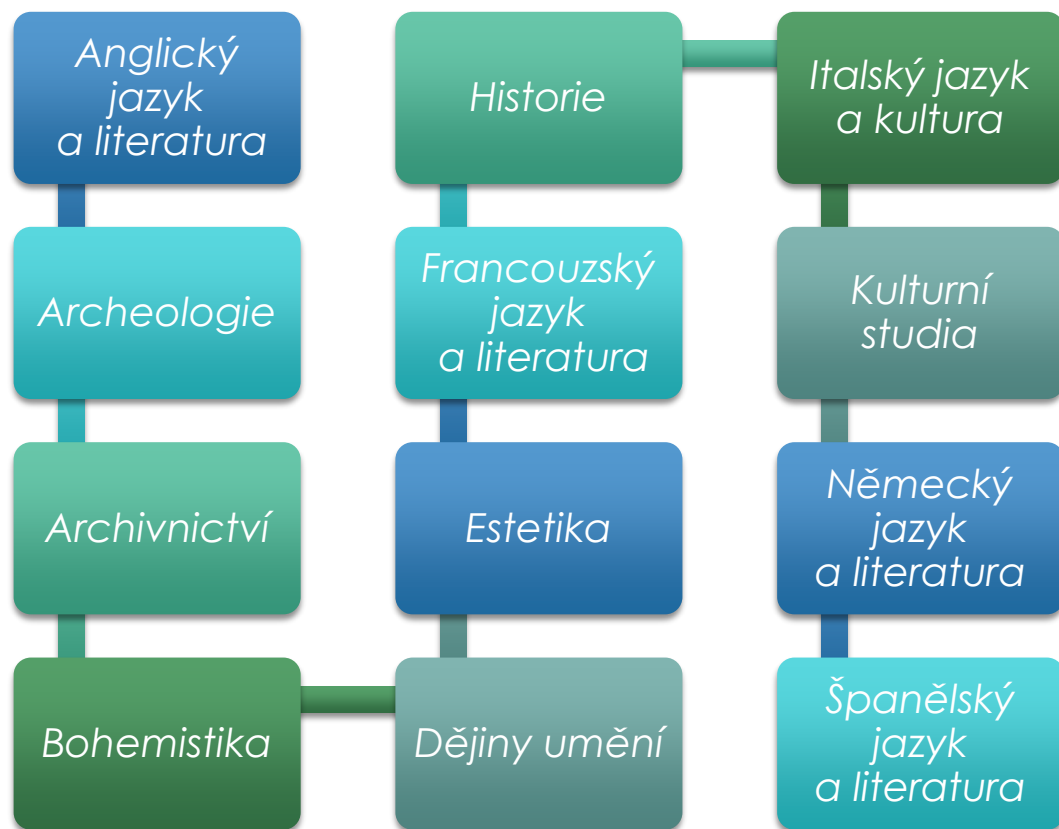 Anglický
jazyk
a literatura
Archeologie
Archivnictví
Bohemistika
Dějiny umění
Estetika
Francouzský
jazyk
a literatura
Historie
Italský jazyk
a kultura
Kulturní
studia
Německý
jazyk
a literatura
Španělský
jazyk
a literatura